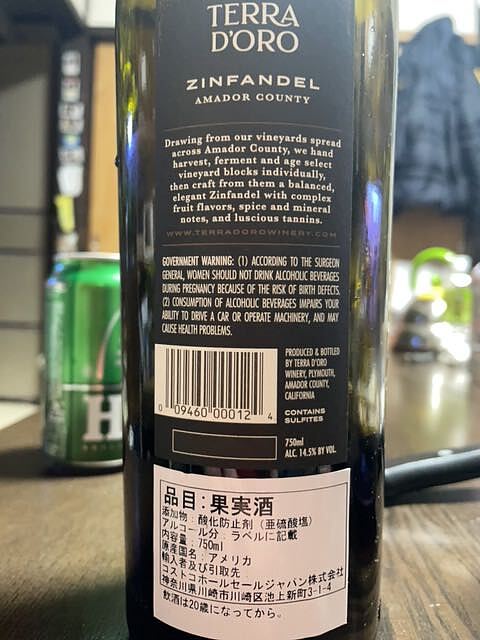 TERRA
D'ORO
ZINFANDEL
AMADOR COUNTY
Drawing from our vineyards spread
across Amador County, we hand
harvest, ferment and age select
vineyard blocks individually,
then craft from them a balanced,
elegant Zinfandel with complex
fruit flavors, spice and mineral
notes, and luscious tannins.
WWW.TERRADOROWINERY.COM
GOVERNMENT WARNING: (1) ACCORDING TO THE SURGEON
GENERAL, WOMEN SHOULD NOT DRINK ALCOHOLIC BEVERAGES
DURING PREGNANCY BECAUSE OF THE RISK OF BIRTH DEFECTS.
(2) CONSUMPTION OF ALCOHOLIC BEVERAGES IMPAIRS YOUR
ABILITY TO DRIVE A CAR OR OPERATE MACHINERY, AND MAY
CAUSE HEALTH PROBLEMS.
PRODUCED & BOTTLED
BY TERRA D'ORO
WINERY, PLYMOUTH,
AMADOR COUNTY,
CALIFORNIA
CONTAINS
SULFITES
0 09460 00012 4
750ml
ALC. 14.5% BY VOL.
品目：果実酒
添加物：酸化防止剤（亜硫酸塩）
アルコール分：ラベルに記載
内容量：750ml
原産国名：アメリカ
輸入者及び引取先
コストコホールセールジャパン株式会社
神奈川県川崎市川崎区池上新町3-1-4
飲酒は20歳になってから。
H